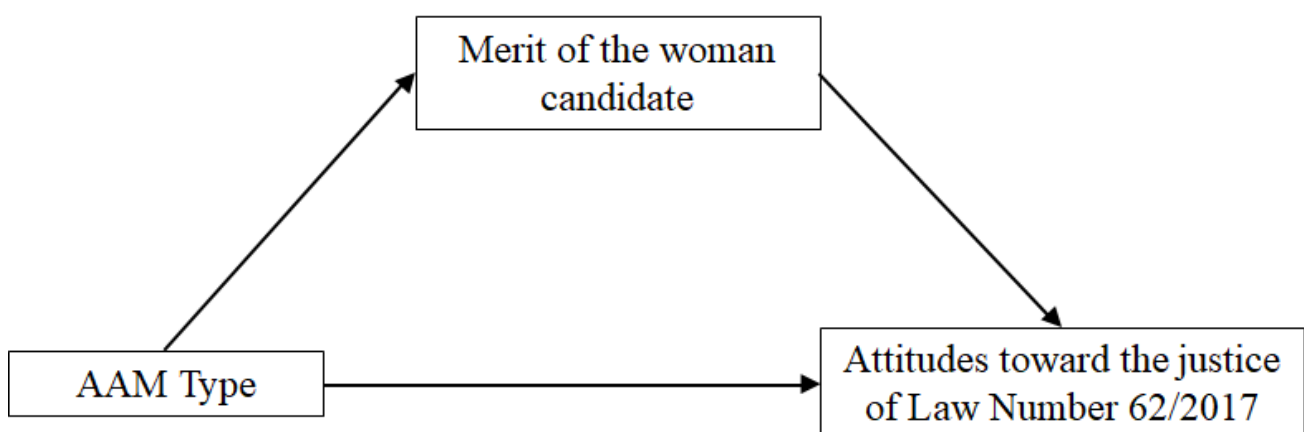 Merit of the woman
candidate
AAM Type
Attitudes toward the justice
of Law Number 62/2017